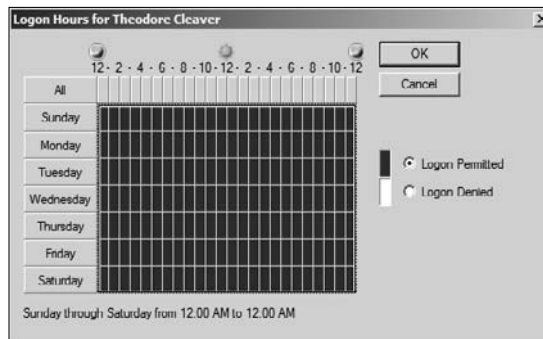 Logon Hours for Theodore Cleaver
12 · 2 · 4 · 6 · 8 · 10 · 12 · 2 · 4 · 6 · 8 · 10 · 12
OK
Cancel
All
Sunday
Monday
Tuesday
Wednesday
Thursday
Friday
Saturday
Logon Permitted
Logon Denied
Sunday through Saturday from 12:00 AM to 12:00 AM